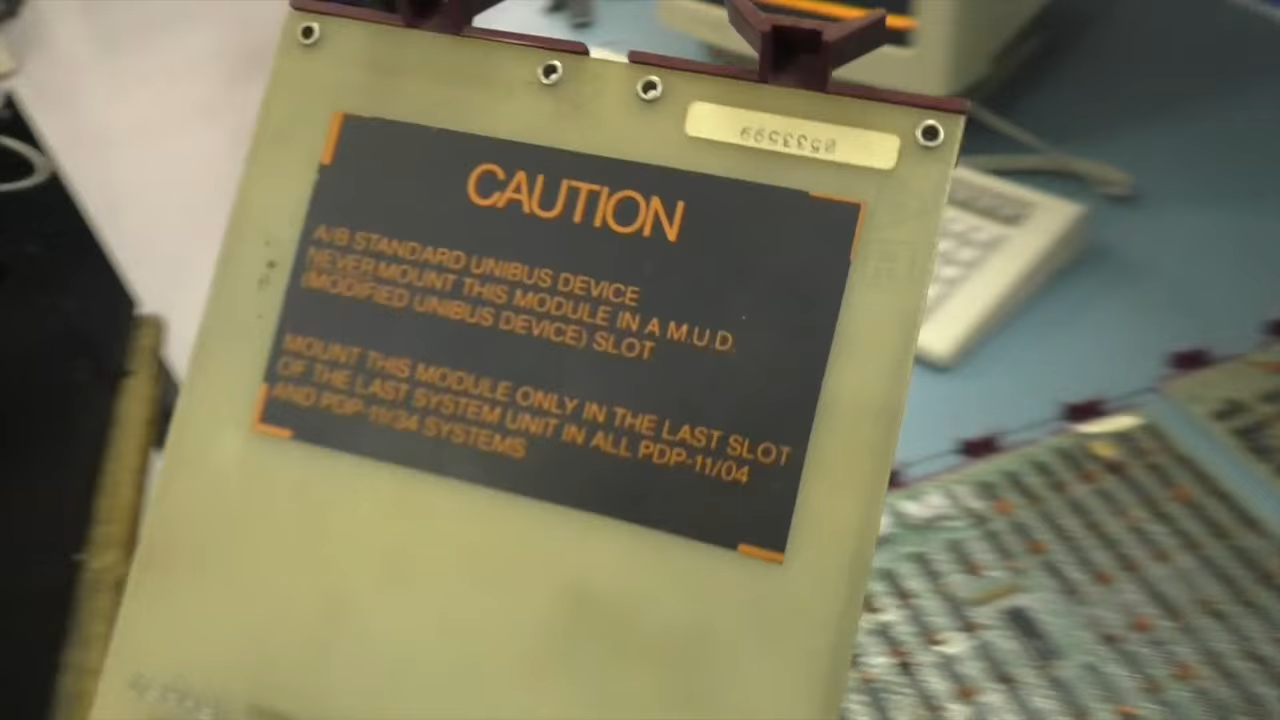 0533599
CAUTION
A/B STANDARD UNIBUS DEVICE
NEVER MOUNT THIS MODULE IN A M.U.D.
(MODIFIED UNIBUS DEVICE) SLOT
MOUNT THIS MODULE ONLY IN THE LAST SLOT
OF THE LAST SYSTEM UNIT IN ALL PDP-11/04
AND PDP-11/34 SYSTEMS